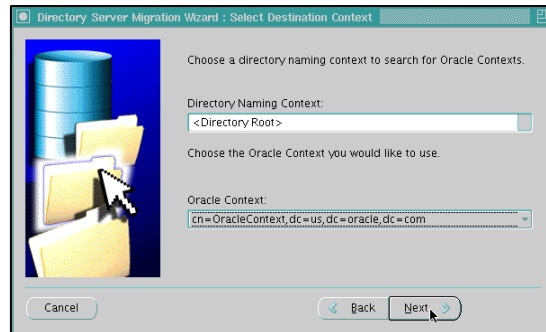 Directory Server Migration Wizard : Select Destination Context
Choose a directory naming context to search for Oracle Contexts.
Directory Naming Context:
<Directory Root>
Choose the Oracle Context you would like to use.
Oracle Context:
cn=OracleContext,dc=us,dc=oracle,dc=com
Cancel
Back
Next